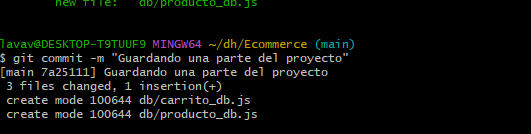 new file:   db/producto_db.js
lavav@DESKTOP-T9TUUF9 MINGW64 ~/dh/Ecommerce (main)
$ git commit -m "Guardando una parte del proyecto"
[main 7a25111] Guardando una parte del proyecto
 3 files changed, 1 insertion(+)
 create mode 100644 db/carrito_db.js
 create mode 100644 db/producto_db.js